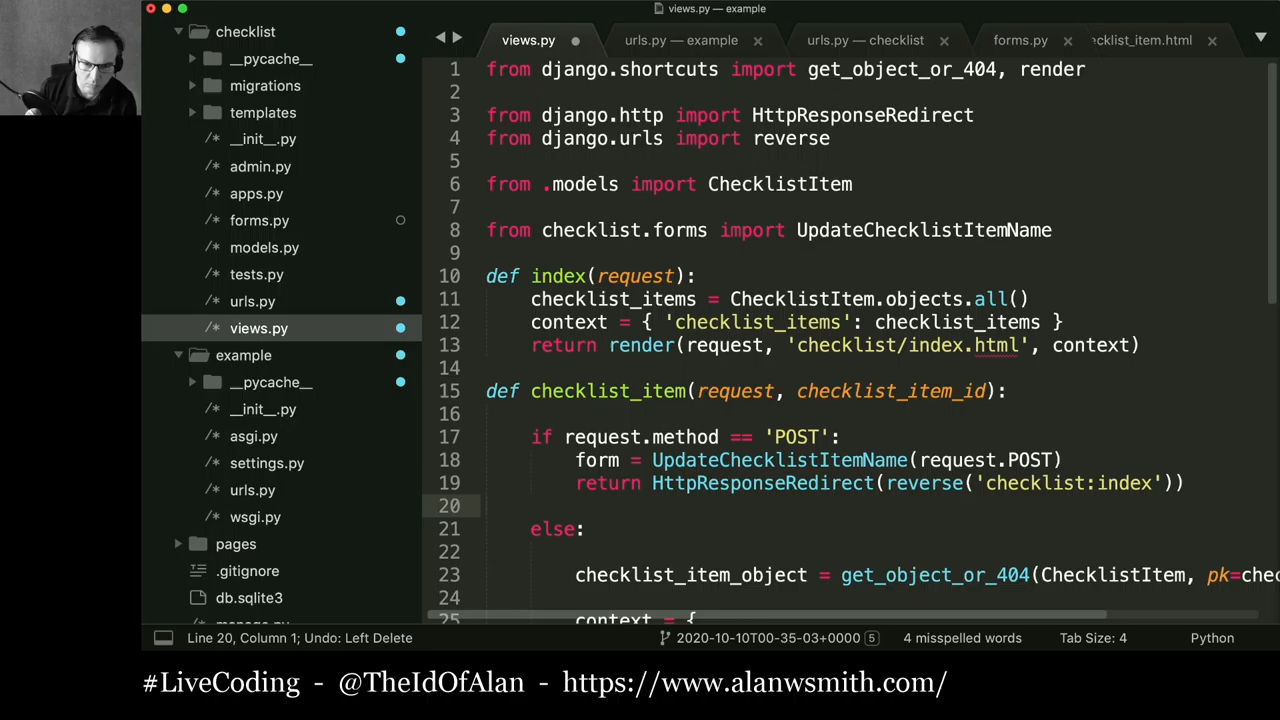 views.py — example
checklist
__pycache__
migrations
templates
__init__.py
admin.py
apps.py
forms.py
models.py
tests.py
urls.py
views.py
example
__pycache__
__init__.py
asgi.py
settings.py
urls.py
wsgi.py
pages
.gitignore
db.sqlite3
manage.py
views.py
urls.py — example
urls.py — checklist
forms.py
cklist_item.html
1 from django.shortcuts import get_object_or_404, render
2
3 from django.http import HttpResponseRedirect
4 from django.urls import reverse
5
6 from .models import ChecklistItem
7
8 from checklist.forms import UpdateChecklistItemName
9
10 def index(request):
11 checklist_items = ChecklistItem.objects.all()
12 context = { 'checklist_items': checklist_items }
13 return render(request, 'checklist/index.html', context)
14
15 def checklist_item(request, checklist_item_id):
16
17 if request.method == 'POST':
18 form = UpdateChecklistItemName(request.POST)
19 return HttpResponseRedirect(reverse('checklist:index'))
20
21 else:
22
23 checklist_item_object = get_object_or_404(ChecklistItem, pk=chec
24
25 context = {
Line 20, Column 1; Undo: Left Delete
2020-10-10T00-35-03+0000 5
4 misspelled words
Tab Size: 4
Python
#LiveCoding - @TheIdOfAlan - https://www.alanwsmith.com/